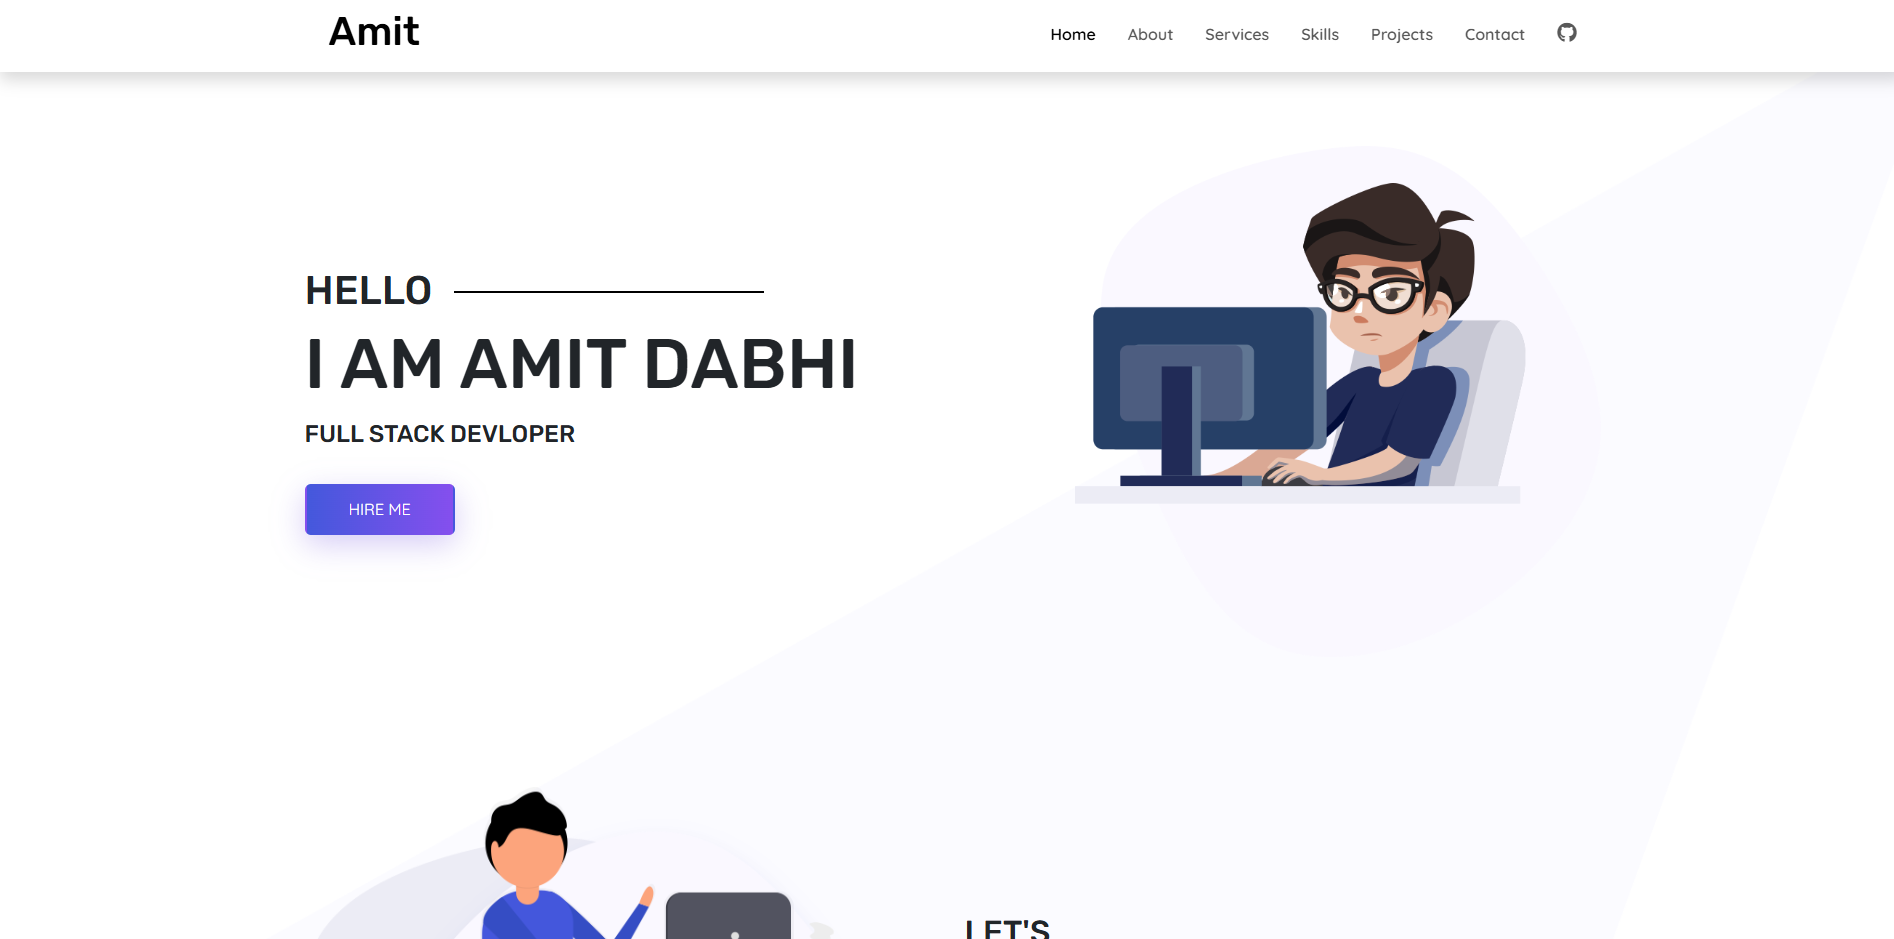 Amit
Home About Services Skills Projects Contact
HELLO
I AM AMIT DABHI
FULL STACK DEVLOPER
HIRE ME
LET'S